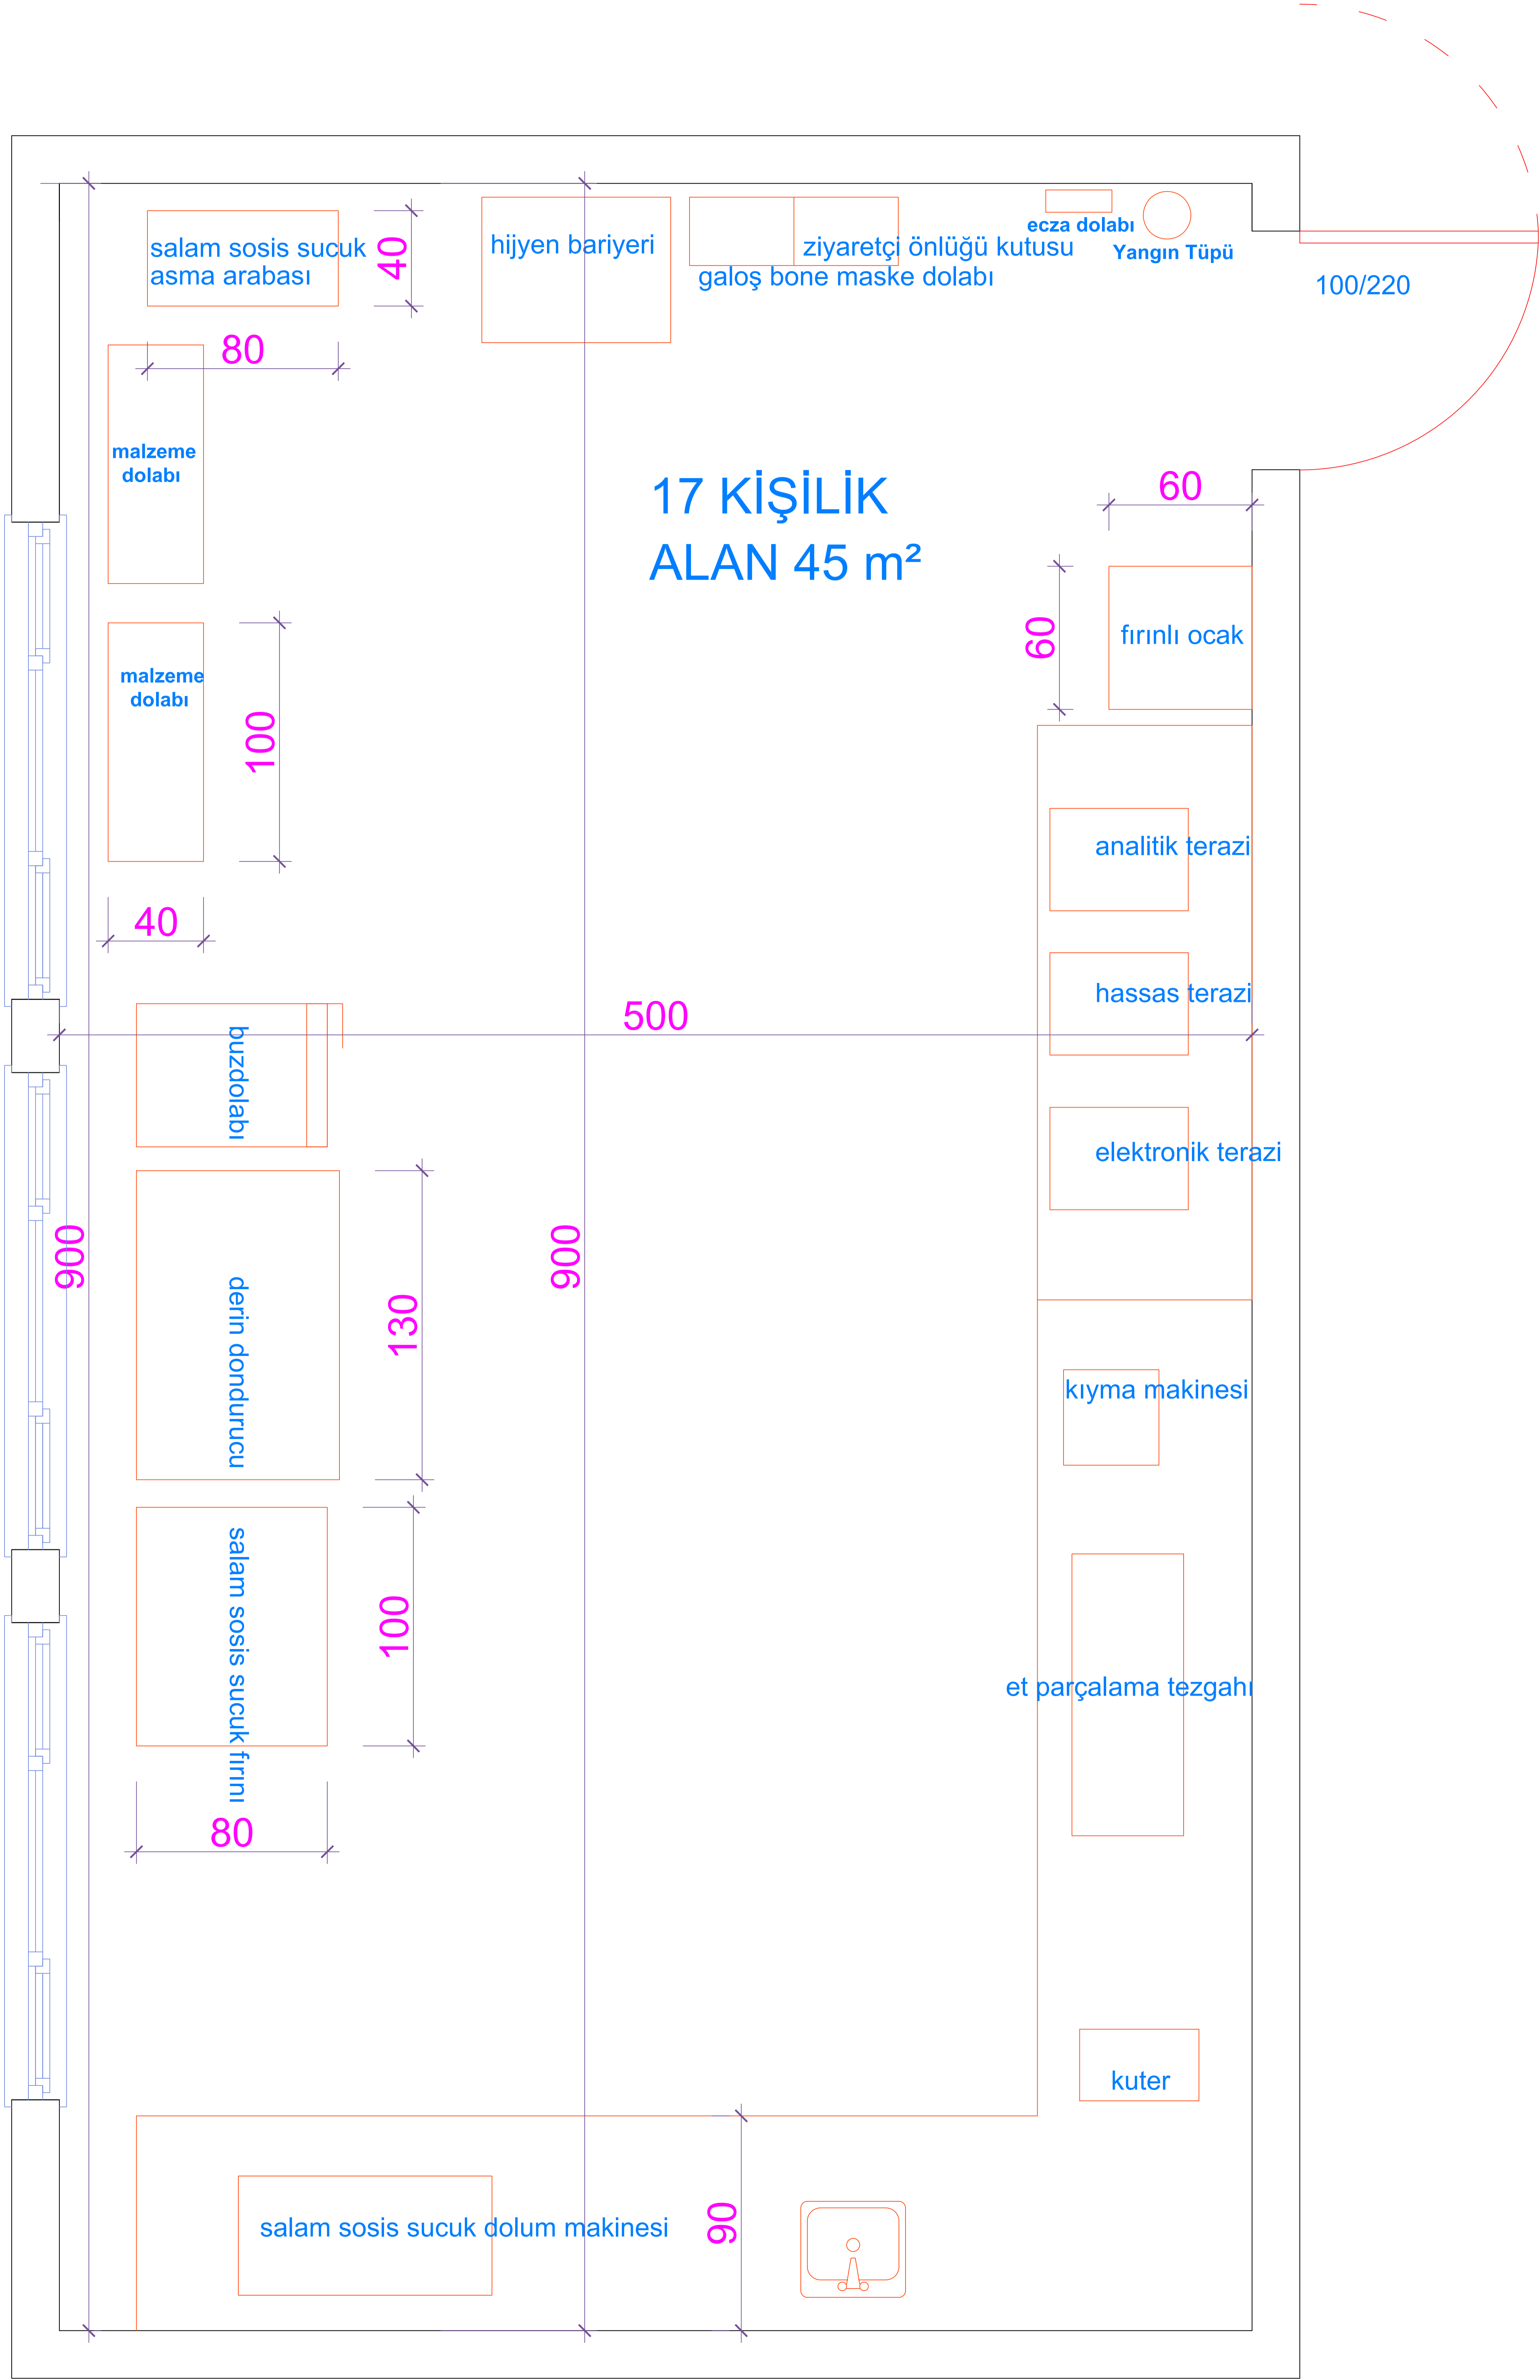 salam sosis sucuk
asma arabası
40
80
hijyen bariyeri
ziyaretçi önlüğü kutusu
galoş bone maske dolabı
ecza dolabı
Yangın Tüpü
100/220
malzeme
dolabı
17 KİŞİLİK
ALAN 45 m²
60
60
fırınlı ocak
malzeme
dolabı
100
40
analitik terazi
hassas terazi
500
buzdolabı
elektronik terazi
900
900
derin dondurucu
130
kıyma makinesi
salam sosis sucuk fırını
100
80
et parçalama tezgahı
kuter
salam sosis sucuk dolum makinesi
90